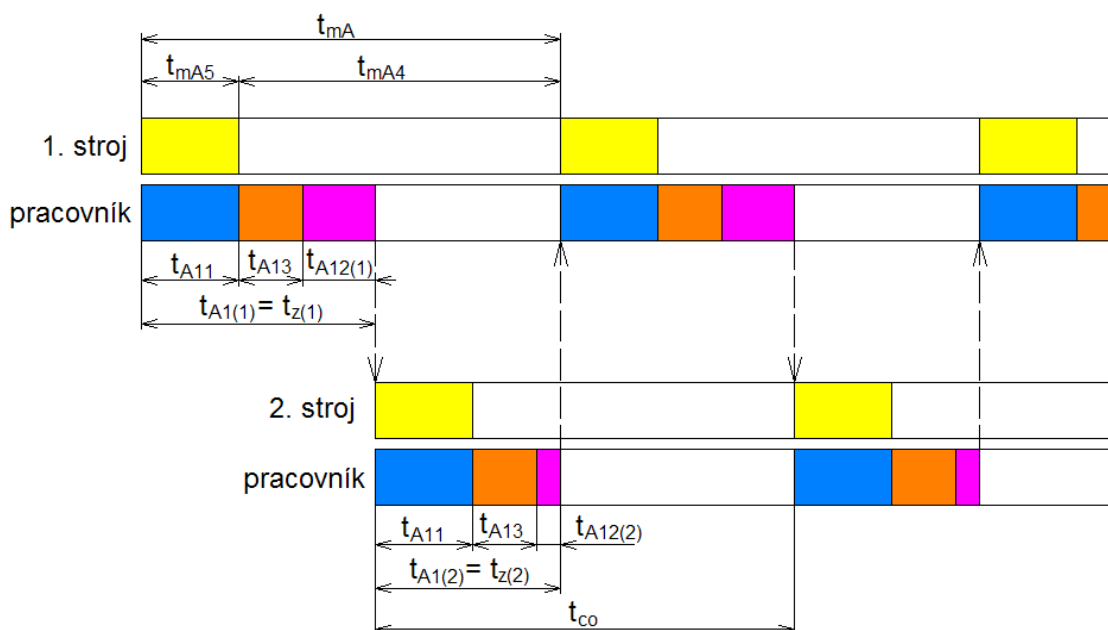 tmA
tmA5 tmA4
1. stroj
pracovník
tA11 tA13 tA12(1)
tA1(1)= tz(1)
2. stroj
pracovník
tA11 tA13 tA12(2)
tA1(2)= tz(2)
tco